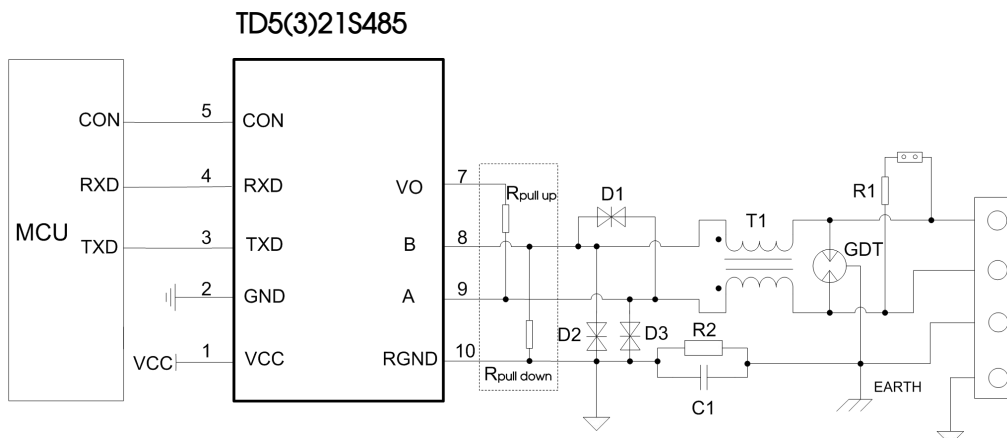 TD5(3)21S485
MCU
CON
RXD
TXD
5
4
3
2
1
VCC
CON
RXD
TXD
GND
VCC
VO
B
A
RGND
7
8
9
10
Rpull up
Rpull down
D1
D2
D3
T1
R2
C1
GDT
R1
EARTH